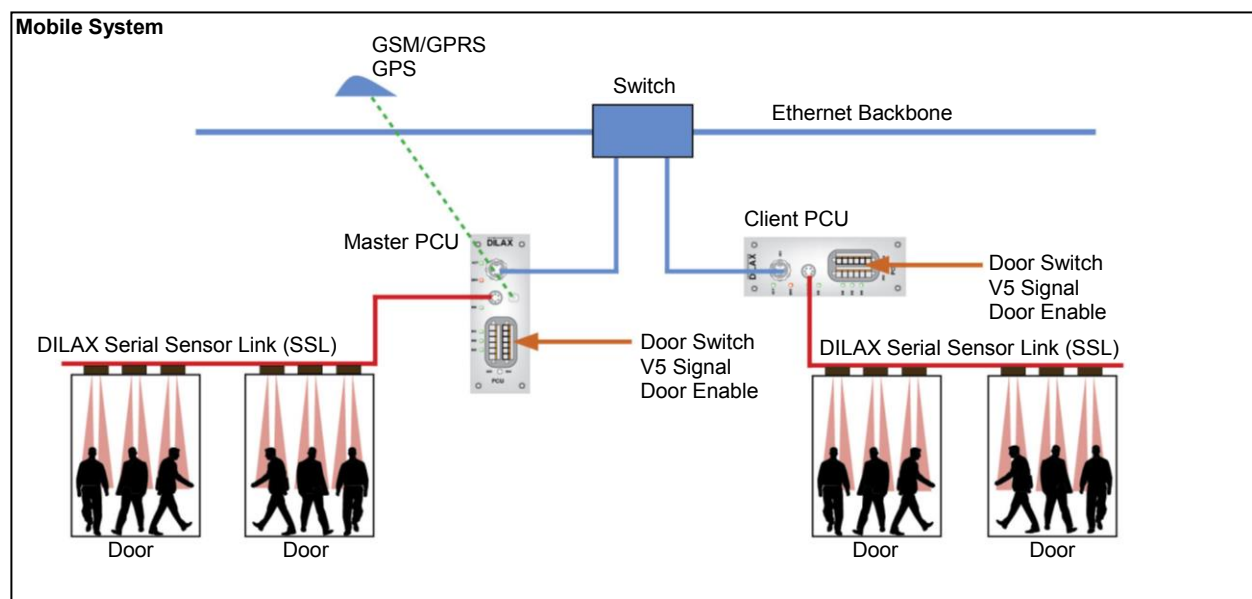 Mobile System
GSM/GPRS
GPS
Switch
Ethernet Backbone
Master PCU
DILAX
Client PCU
DILAX
Door Switch
V5 Signal
Door Enable
Door Switch
V5 Signal
Door Enable
PCU
DILAX Serial Sensor Link (SSL)
DILAX Serial Sensor Link (SSL)
Door
Door
Door
Door